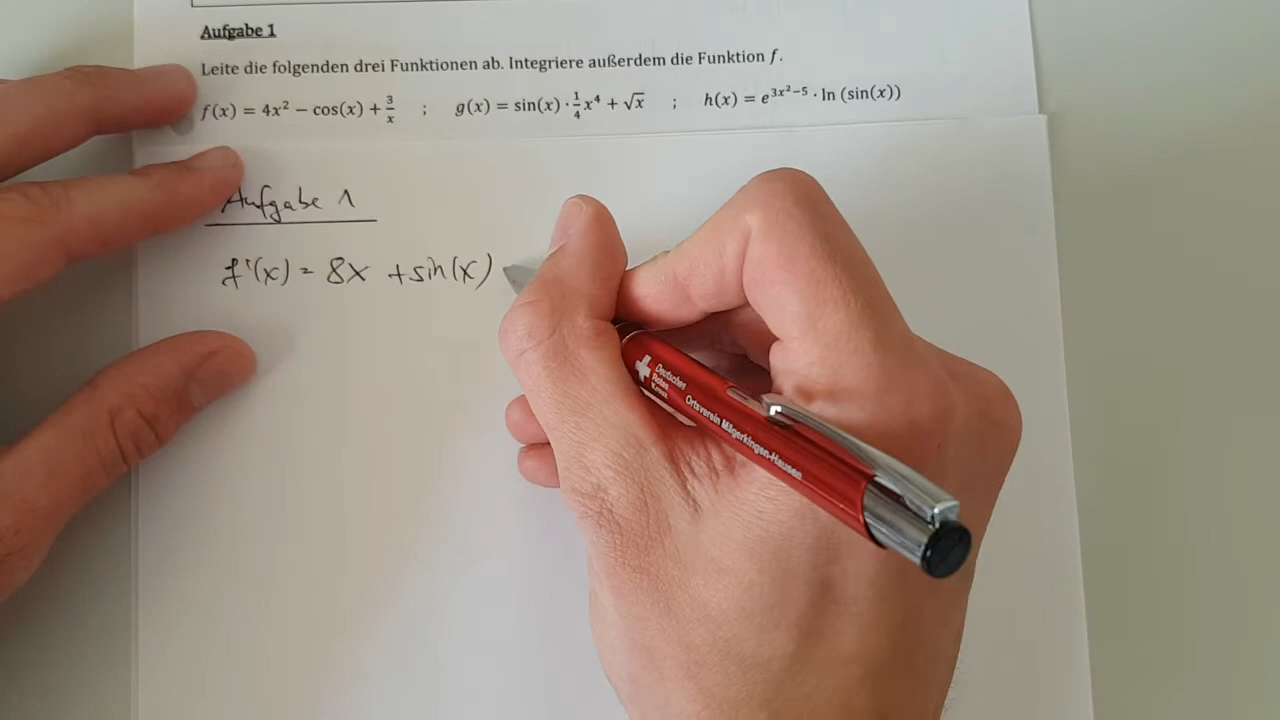 Aufgabe 1
Leite die folgenden drei Funktionen ab. Integriere außerdem die Funktion f.
f(x) = 4x² − cos(x) + 3/x ; g(x) = sin(x) · 1/4 x⁴ + √x ; h(x) = e^(3x²−5) · ln (sin(x))
Aufgabe 1
f'(x) = 8x + sin(x)
Deutsches
Rotes
Kreuz
Ortsverein Mägerkingen-Hausen